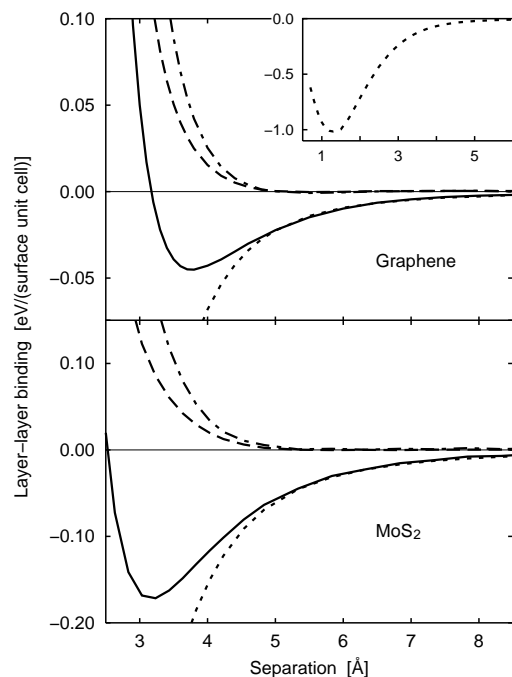 0.10
0.05
0.00
−0.05
0.0
−0.5
−1.0
1 3 5
Graphene
Layer−layer binding [eV/(surface unit cell)]
0.10
0.00
−0.10
−0.20
MoS2
3 4 5 6 7 8
Separation [Å]